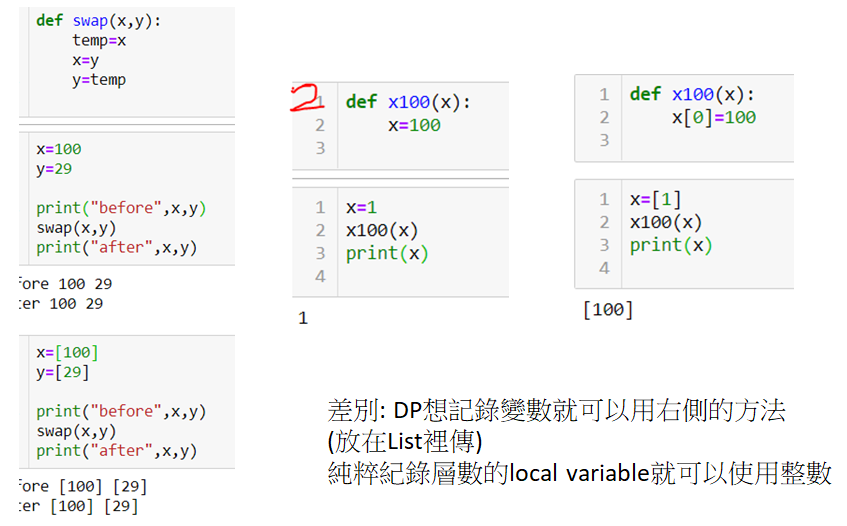 def swap(x,y):
temp=x
x=y
y=temp
x=100
y=29
print("before",x,y)
swap(x,y)
print("after",x,y)
fore 100 29
ter 100 29
x=[100]
y=[29]
print("before",x,y)
swap(x,y)
print("after",x,y)
fore [100] [29]
ter [100] [29]
2
1 def x100(x):
2 x=100
3
1 x=1
2 x100(x)
3 print(x)
4
1
1 def x100(x):
2 x[0]=100
3
1 x=[1]
2 x100(x)
3 print(x)
4
[100]
差別: DP想記錄變數就可以用右側的方法
(放在List裡傳)
純粹紀錄層數的local variable就可以使用整數